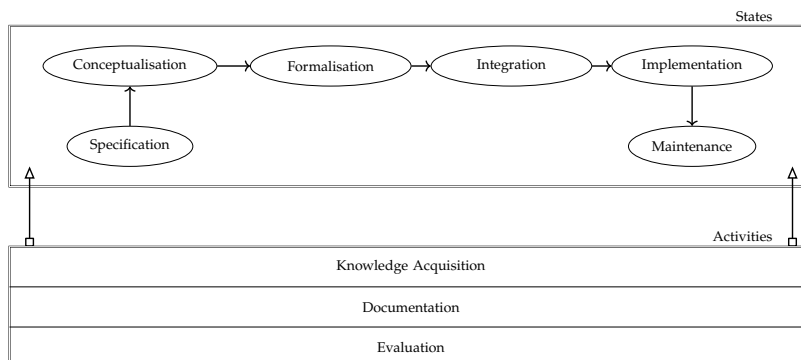 States
Conceptualisation
Formalisation
Integration
Implementation
Specification
Maintenance
Activities
Knowledge Acquisition
Documentation
Evaluation